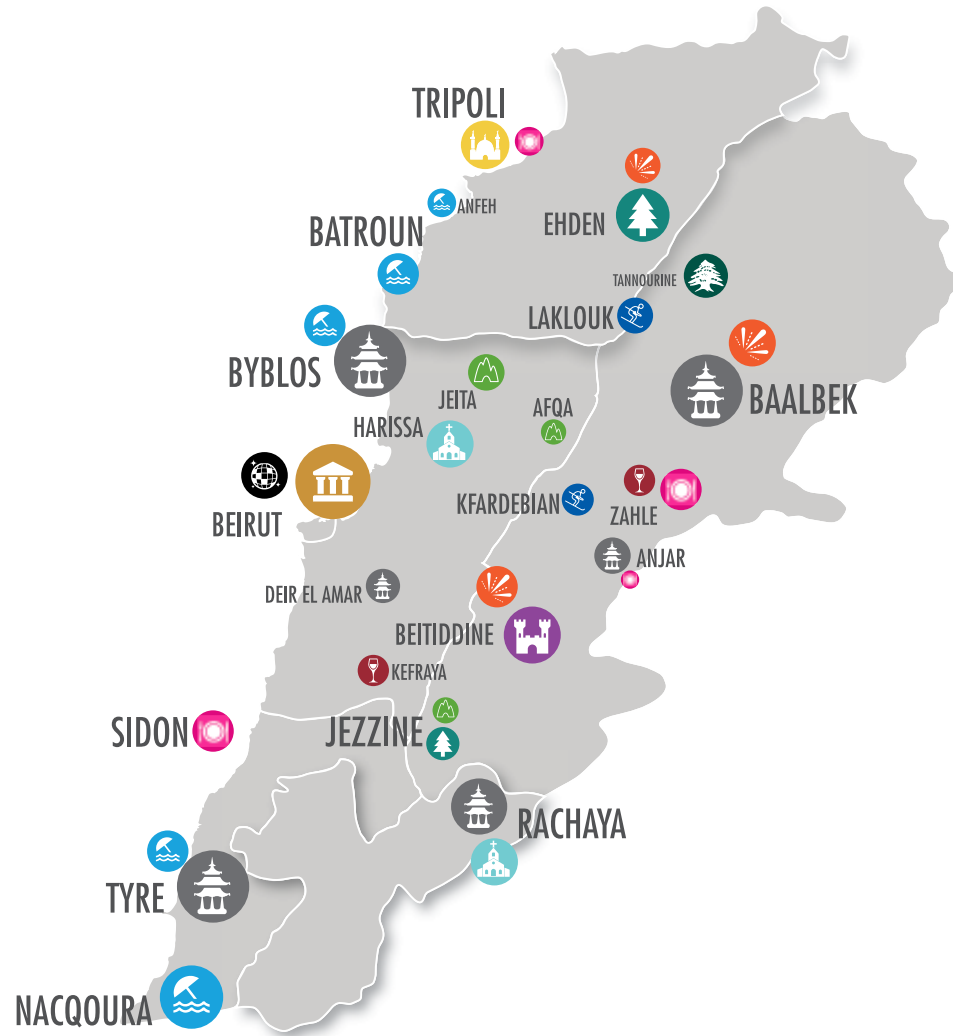 TRIPOLI
ANFEH
BATROUN
EHDEN
TANNOURINE
LAKLOUK
BYBLOS
JEITA
BAALBEK
AFQA
HARISSA
KFARDEBIAN
ZAHLE
BEIRUT
ANJAR
DEIR EL AMAR
BEITIDDINE
KEFRAYA
SIDON
JEZZINE
RACHAYA
TYRE
NACQOURA